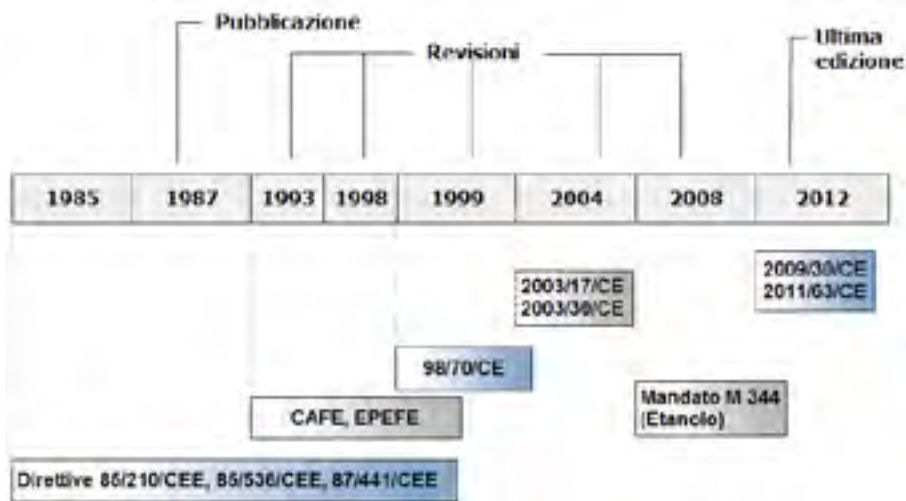 Pubblicazione
Revisioni
Ultima
edizione
1985 1987 1993 1998 1999 2004 2008 2012
2009/30/CE
2011/63/CE
2003/17/CE
2003/30/CE
98/70/CE
Mandato M 344
(Etanolo)
CAFE, EPEFE
Direttive 85/210/CEE, 85/536/CEE, 87/441/CEE